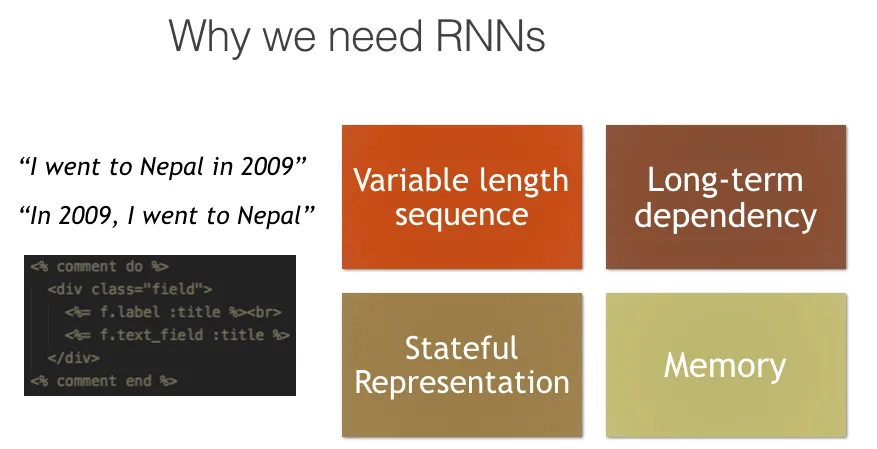 Why we need RNNs
“I went to Nepal in 2009”
“In 2009, I went to Nepal”
<% comment do %>
<div class="field">
<%= f.label :title %><br>
<%= f.text_field :title %>
</div>
<% comment end %>
Variable length
sequence
Long-term
dependency
Stateful
Representation
Memory